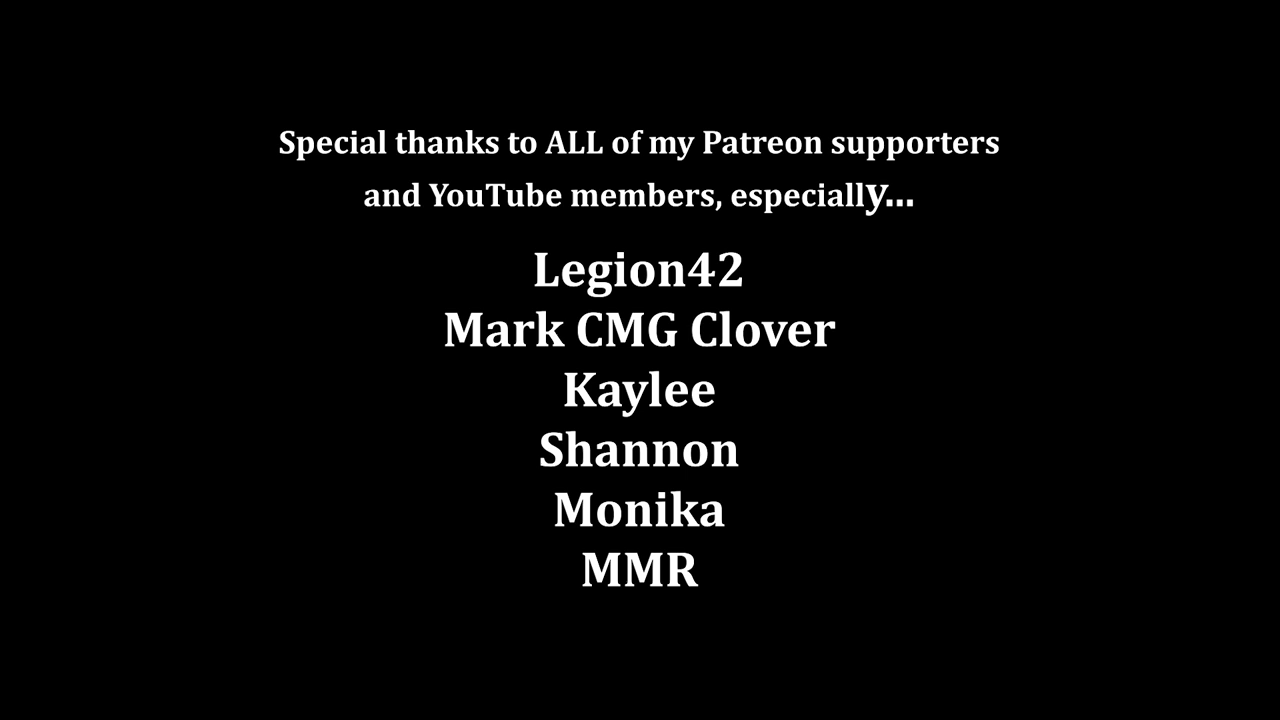 Special thanks to ALL of my Patreon supporters
and YouTube members, especially...
Legion42
Mark CMG Clover
Kaylee
Shannon
Monika
MMR